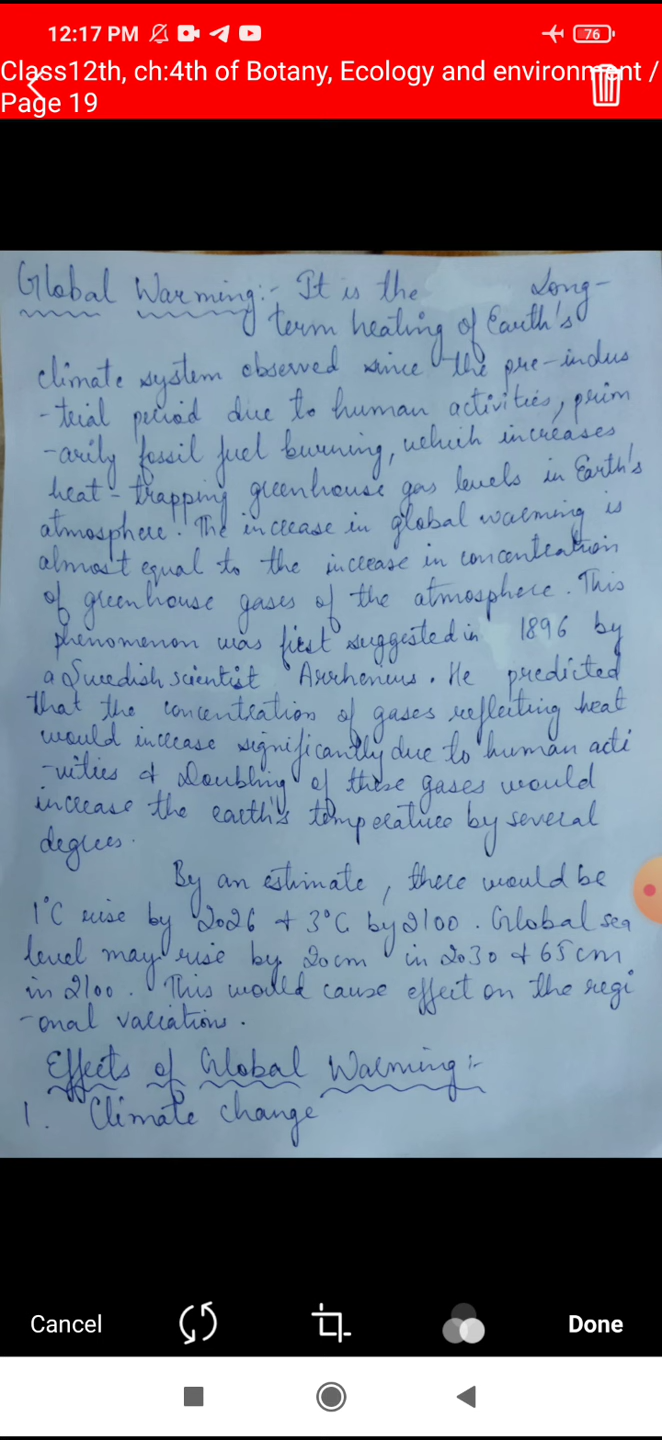 12:17 PM
76
Class12th, ch:4th of Botany, Ecology and environment /
Page 19
Global Warming:- It is the Long-
term heating of Earth's
climate system observed since the pre-indus
-trial period due to human activities, prim
-arily fossil fuel burning, which increases
heat-trapping greenhouse gas levels in Earth's
atmosphere. The increase in global warming is
almost equal to the increase in concentration
of greenhouse gases of the atmosphere. This
phenomenon was first suggested in 1896 by
a Swedish scientist Arrheneus. He predicted
that the concentration of gases reflecting heat
would increase significantly due to human acti
-vities & Doubling of these gases would
increase the earth's temperature by several
degrees.
By an estimate, there would be
1°C rise by 2026 & 3°C by 2100. Global sea
level may rise by 20cm in 2030 & 65cm
in 2100. This would cause effect on the regi
-onal variations.
Effects of Global Warming:-
1. Climate change
Cancel
Done